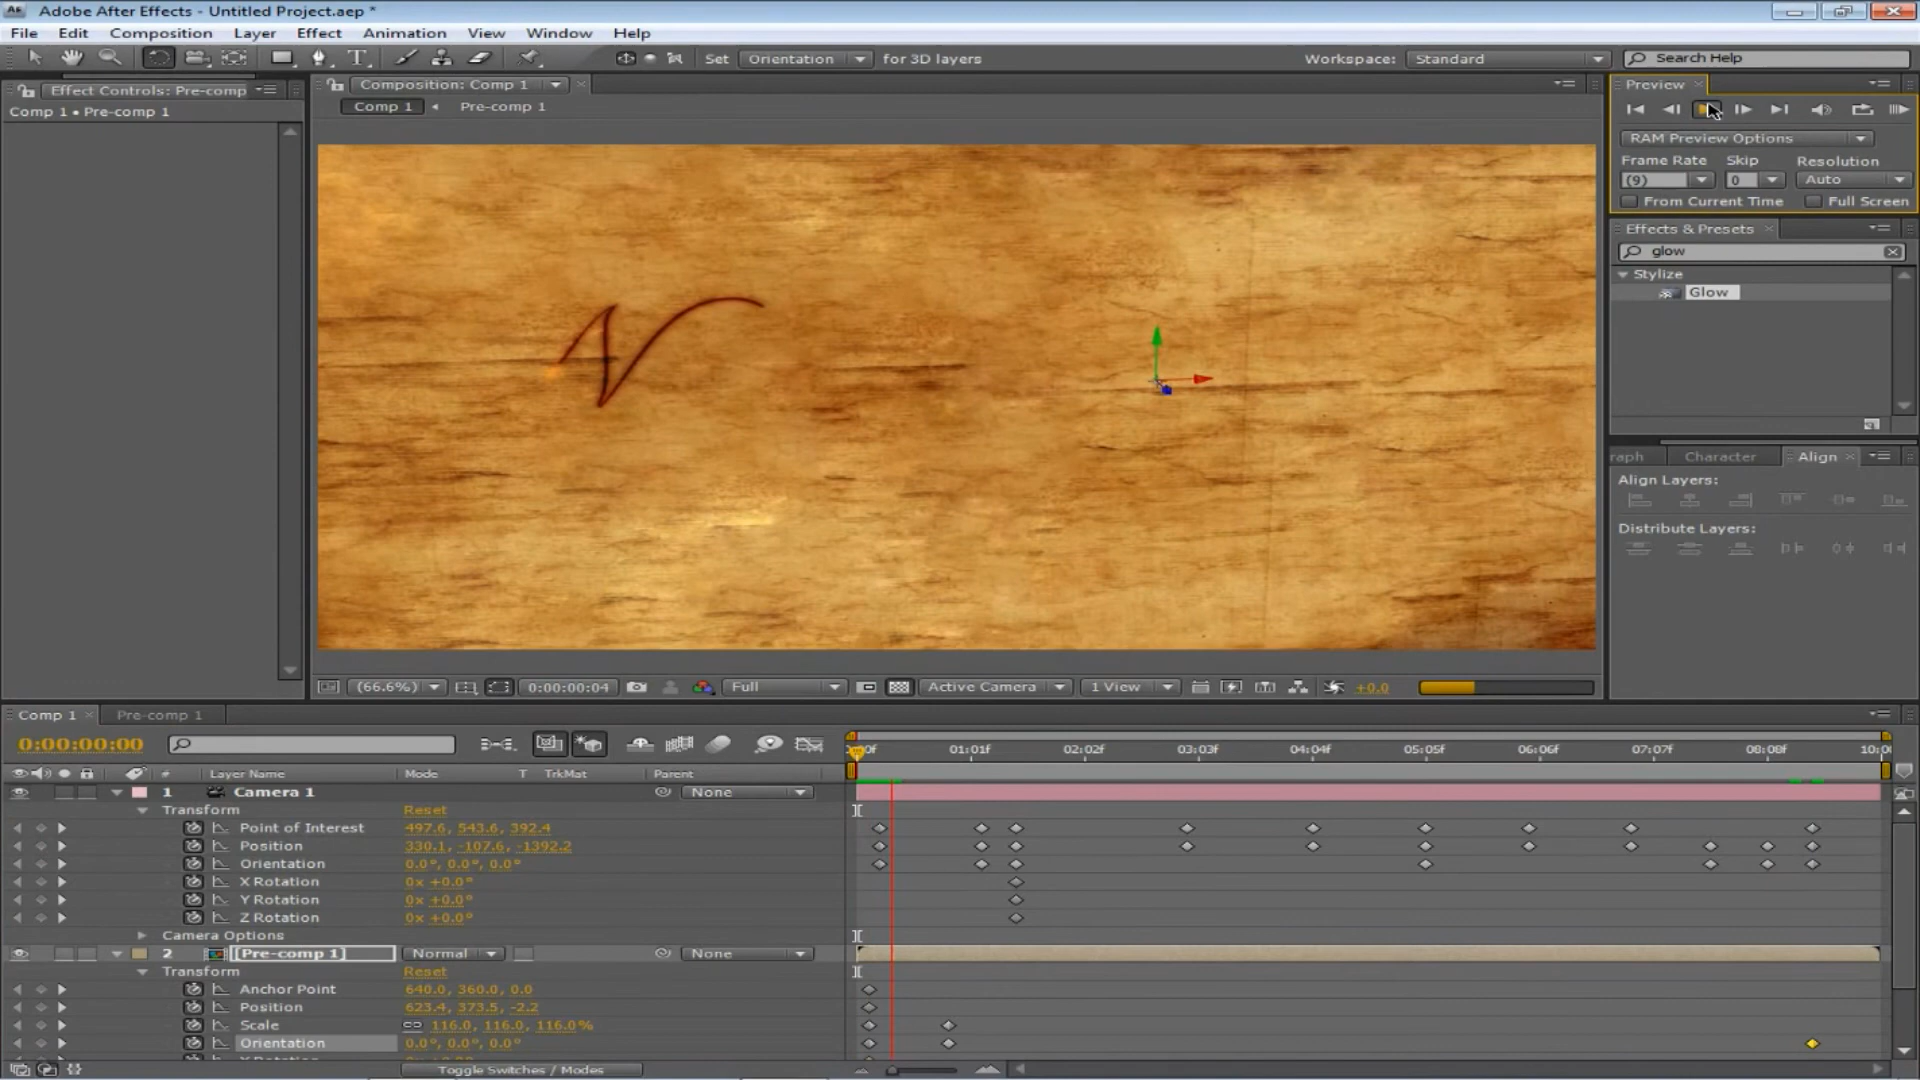 Adobe After Effects - Untitled Project.aep *
File Edit Composition Layer Effect Animation View Window Help
Set Orientation for 3D layers Workspace: Standard Search Help
Effect Controls: Pre-comp
Comp 1 • Pre-comp 1
Composition: Comp 1
Comp 1 Pre-comp 1
Preview
RAM Preview Options
Frame Rate Skip Resolution
(9) 0 Auto
From Current Time Full Screen
Effects & Presets
glow
Stylize
Glow
raph Character Align
Align Layers:
Distribute Layers:
(66.6%) 0:00:00:04 Full Active Camera 1 View +0.0
Comp 1 Pre-comp 1
0:00:00:00
01:01f 02:02f 03:03f 04:04f 05:05f 06:06f 07:07f 08:08f 10:0
# Layer Name Mode T TrkMat Parent
1 Camera 1 None
Transform Reset
Point of Interest 497.6, 543.6, 392.4
Position 330.1, -107.6, -1392.2
Orientation 0.0°, 0.0°, 0.0°
X Rotation 0x +0.0°
Y Rotation 0x +0.0°
Z Rotation 0x +0.0°
Camera Options
2 [Pre-comp 1] Normal None
Transform Reset
Anchor Point 640.0, 360.0, 0.0
Position 623.4, 373.5, -2.2
Scale 116.0, 116.0, 116.0%
Orientation 0.0°, 0.0°, 0.0°
Toggle Switches / Modes